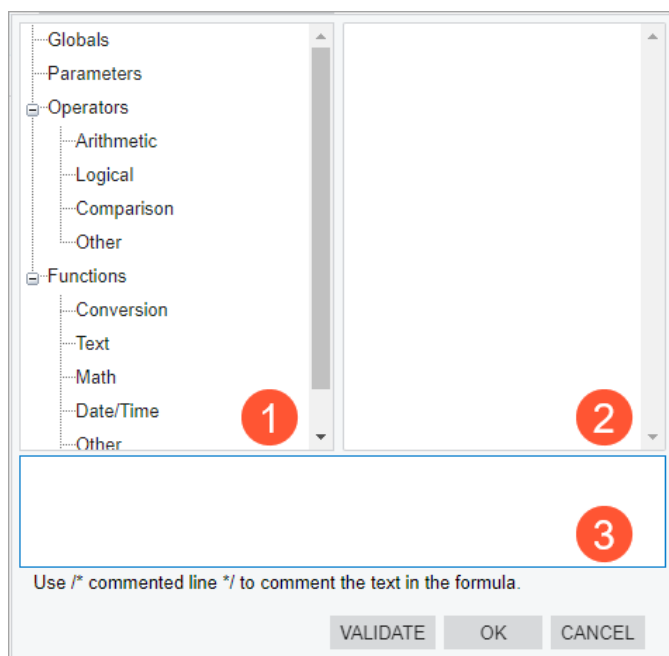 Globals
Parameters
Operators
Arithmetic
Logical
Comparison
Other
Functions
Conversion
Text
Math
Date/Time
Other
1
2
3
Use /* commented line */ to comment the text in the formula.
VALIDATE OK CANCEL